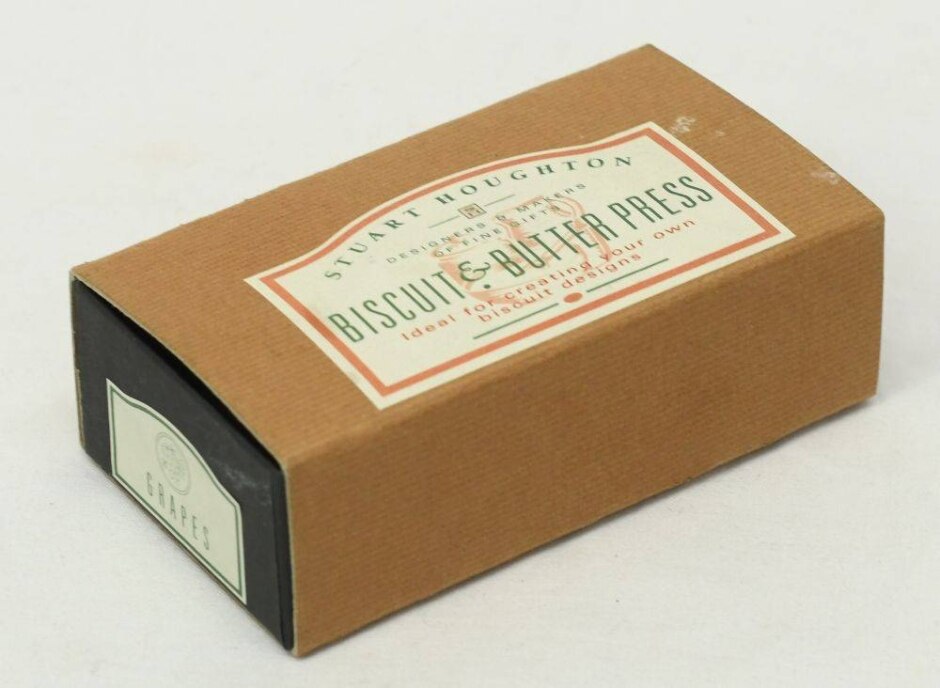 STUART HOUGHTON
DESIGNERS & MAKERS
OF FINE GIFTS
BISCUIT & BUTTER PRESS
Ideal for creating your own
biscuit designs
GRAPES